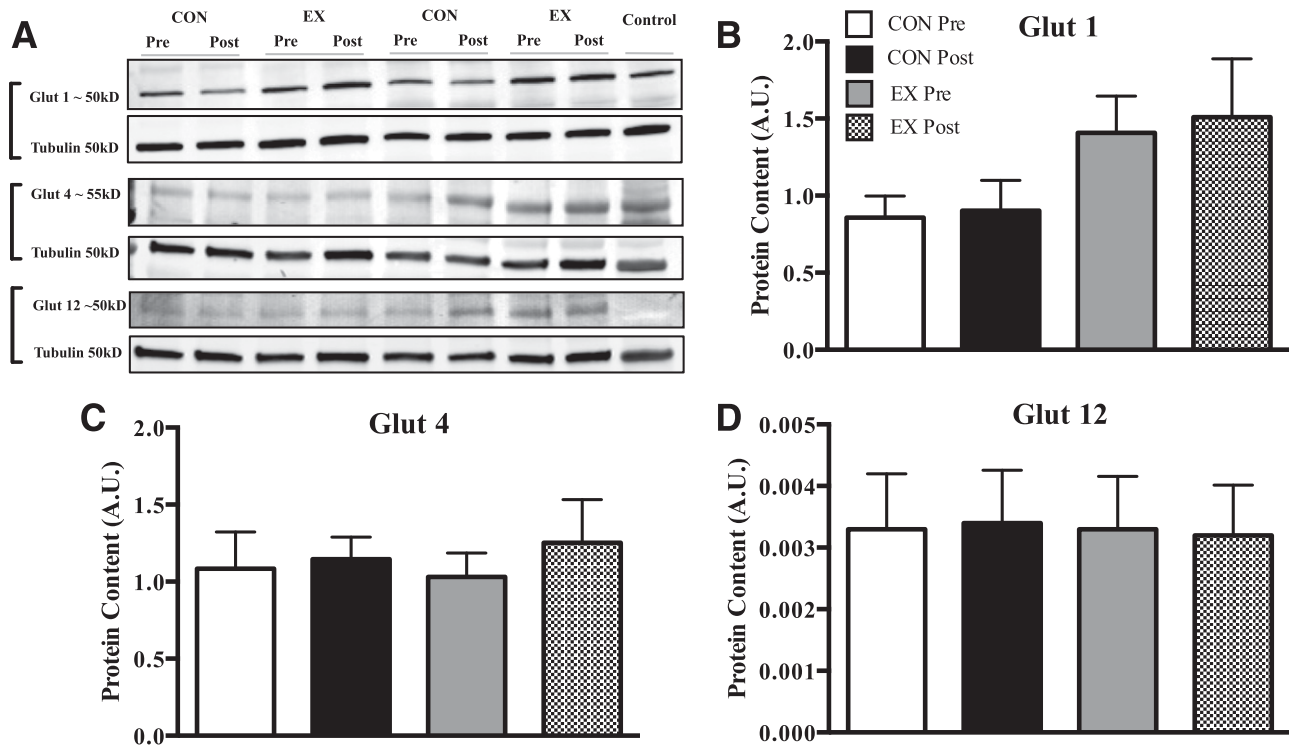 A
CON EX CON EX Control
Pre Post Pre Post Pre Post Pre Post
Glut 1 ~ 50kD
Tubulin 50kD
Glut 4 ~ 55kD
Tubulin 50kD
Glut 12 ~50kD
Tubulin 50kD
B
Glut 1
CON Pre
CON Post
EX Pre
EX Post
Protein Content (A.U.)
2.0
1.5
1.0
0.5
0.0
C
Glut 4
Protein Content (A.U.)
2.0
1.5
1.0
0.5
0.0
D
Glut 12
Protein Content (A.U.)
0.005
0.004
0.003
0.002
0.001
0.000